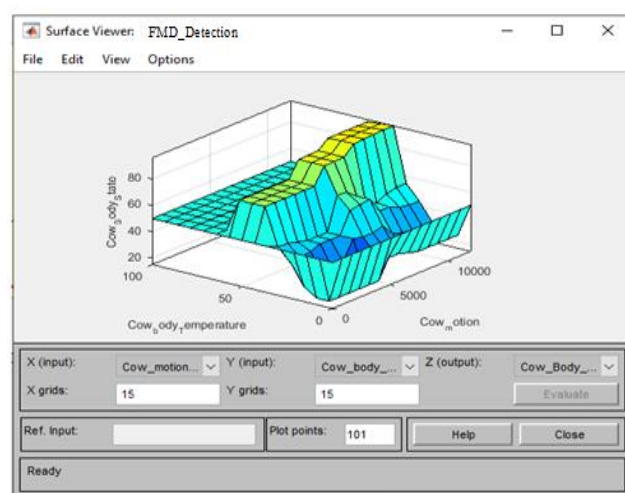 Surface Viewer: FMD_Detection
File Edit View Options
Cow_Body_State
80
60
40
20
100
50
0
0
5000
10000
Cow_body_Temperature
Cow_motion
X (input): Cow_motion... Y (input): Cow_body_... Z (output): Cow_Body_...
X grids: 15 Y grids: 15 Evaluate
Ref. Input: Plot points: 101 Help Close
Ready